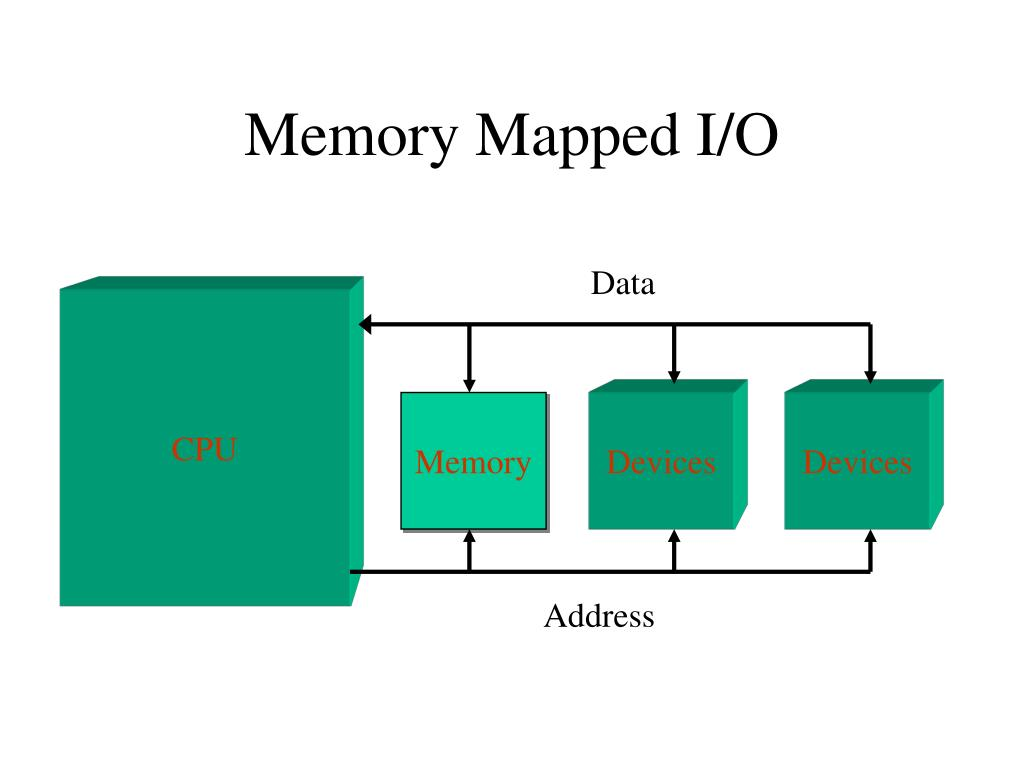 Memory Mapped I/O
Data
CPU
Memory
Devices
Devices
Address